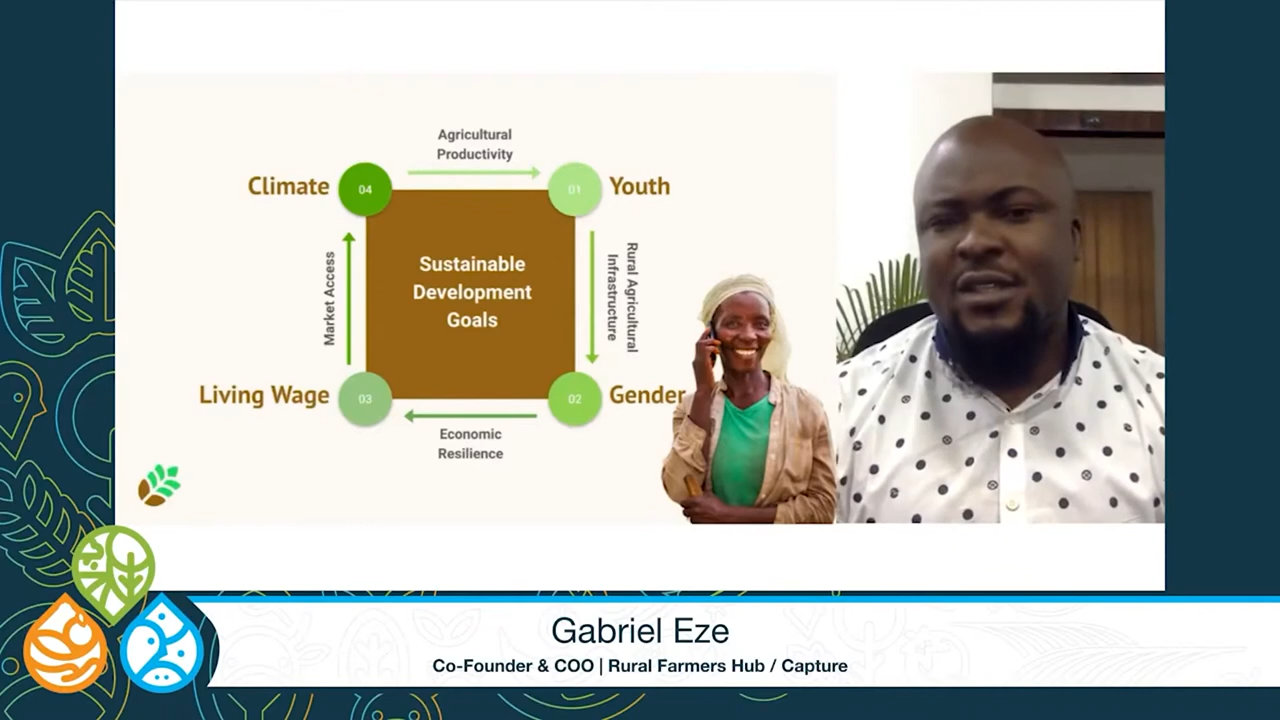 Agricultural
Productivity
Climate
04
01
Youth
Market Access
Sustainable
Development
Goals
Rural Agricultural
Infrastructure
Living Wage
03
02
Gender
Economic
Resilience
Gabriel Eze
Co-Founder & COO | Rural Farmers Hub / Capture